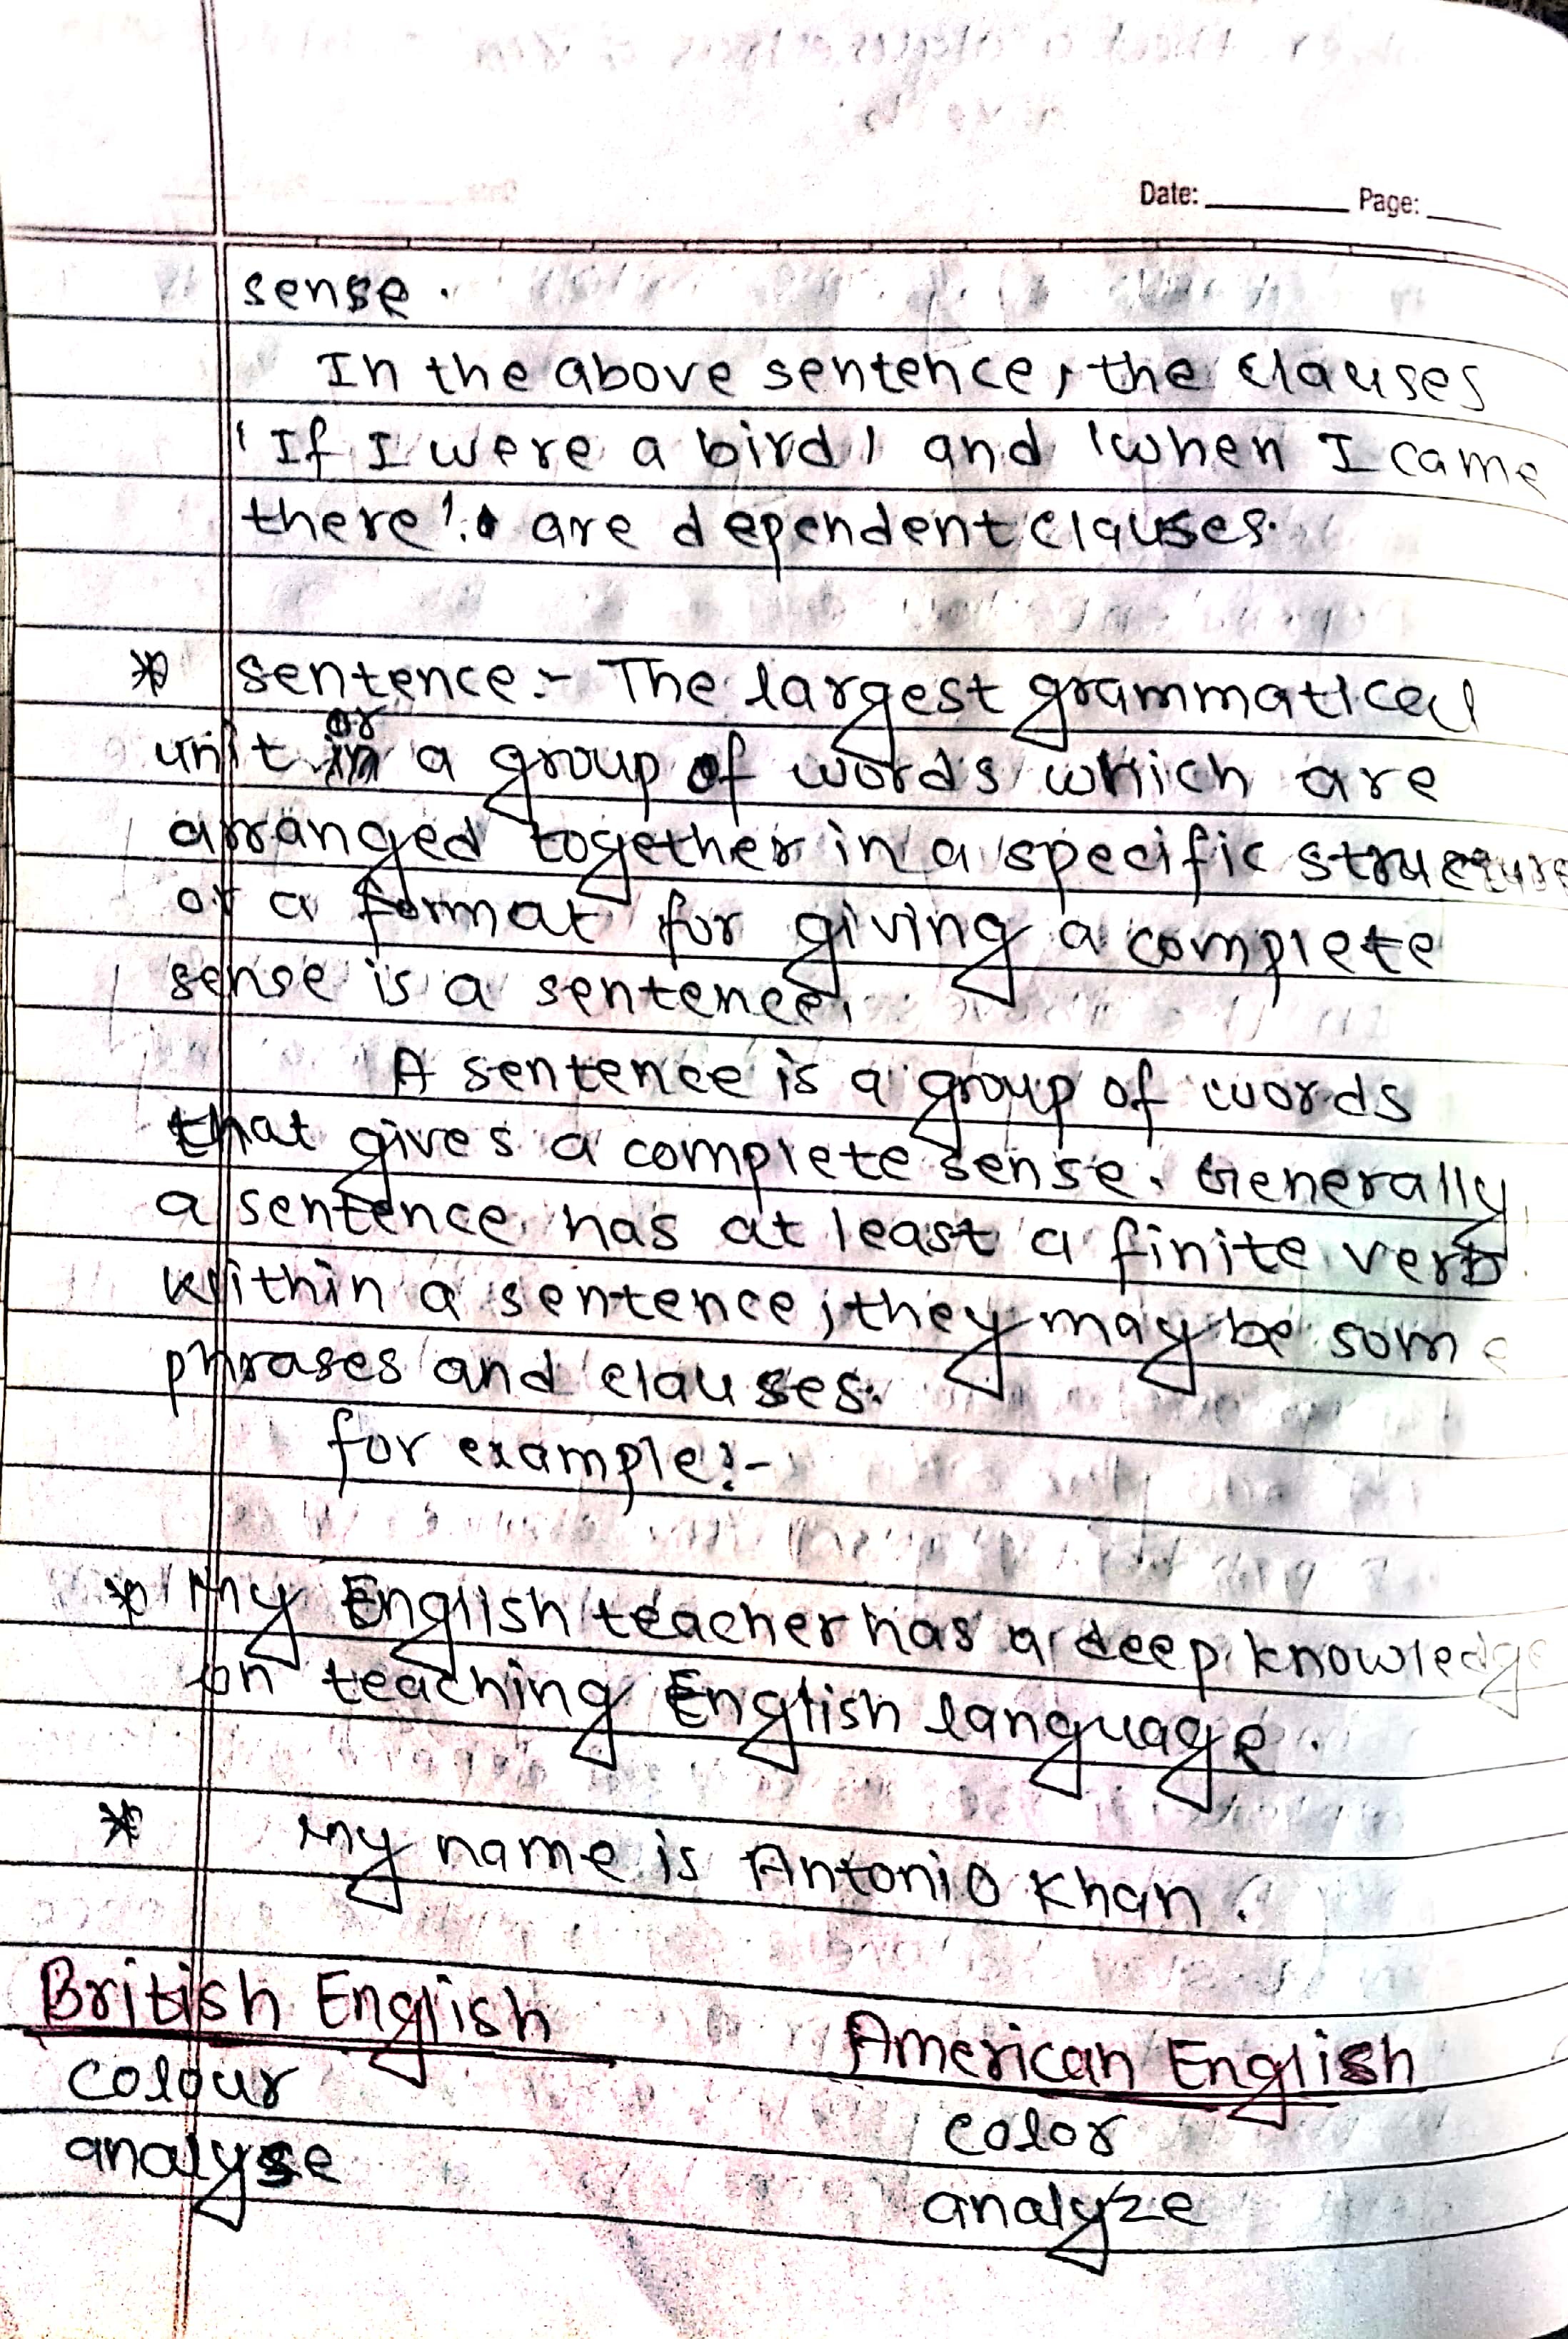 Date: ________ Page: ____
sense.
In the above sentence, the clauses
'If I were a bird' and 'when I came
there'. are dependent clauses.
* sentence:- The largest grammatical
or
unit a group of words which are
arranged together in a specific structure
or a format for giving a complete
sense is a sentence.
A sentence is a group of words
that gives a complete sense. Generally
a sentence has at least a finite verb.
Within a sentence, they may be some
phrases and clauses.
for example:-
* My English teacher has a deep knowledge
on teaching English language.
* My name is Antonio Khan.
British English American English
colour color
analyse analyze